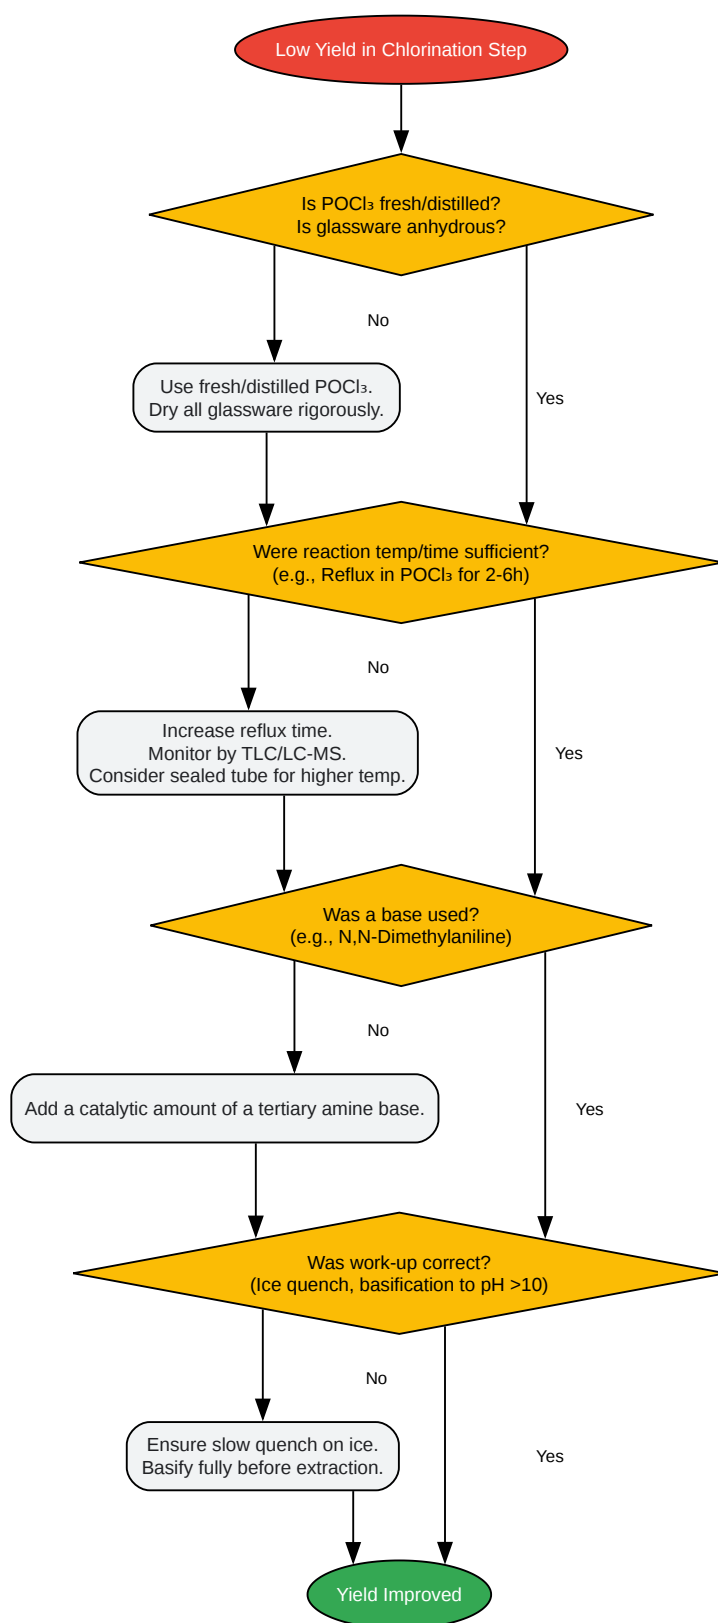 Low Yield in Chlorination Step
Is POCl₃ fresh/distilled?
Is glassware anhydrous?
No
Use fresh/distilled POCl₃.
Dry all glassware rigorously.
Yes
Were reaction temp/time sufficient?
(e.g., Reflux in POCl₃ for 2-6h)
No
Increase reflux time.
Monitor by TLC/LC-MS.
Consider sealed tube for higher temp.
Yes
Was a base used?
(e.g., N,N-Dimethylaniline)
No
Add a catalytic amount of a tertiary amine base.
Yes
Was work-up correct?
(Ice quench, basification to pH >10)
No
Ensure slow quench on ice.
Basify fully before extraction.
Yes
Yield Improved